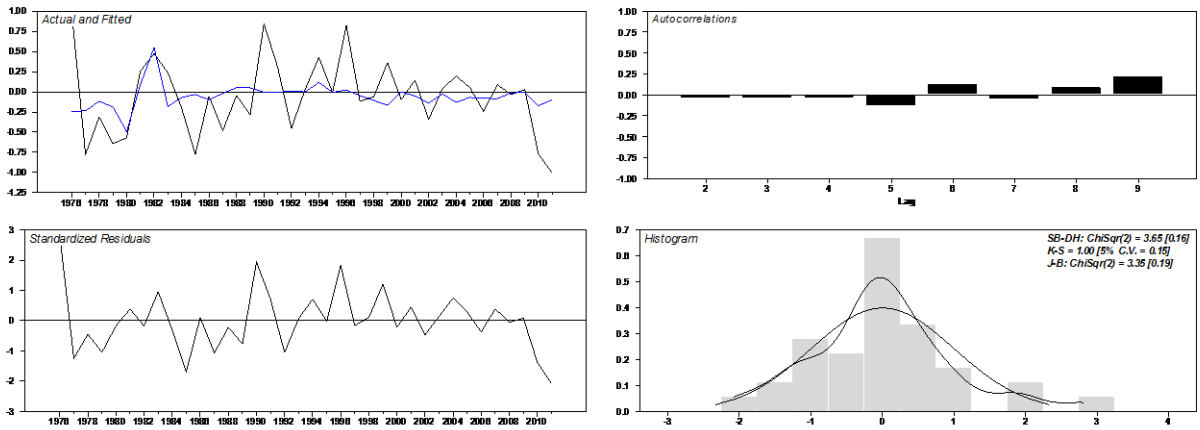 Actual and Fitted
1.00
0.75
0.50
0.25
0.00
-0.25
-0.50
-0.75
-1.00
-1.25
1976 1978 1980 1982 1984 1986 1988 1990 1992 1994 1996 1998 2000 2002 2004 2006 2008 2010
Autocorrelations
1.00
0.75
0.50
0.25
0.00
-0.25
-0.50
-0.75
-1.00
2 3 4 5 6 7 8 9
Lag
Standardized Residuals
3
2
1
0
-1
-2
-3
1976 1978 1980 1982 1984 1986 1988 1990 1992 1994 1996 1998 2000 2002 2004 2006 2008 2010
Histogram
SB-DH: ChiSqr(2) = 3.65 [0.16]
K-S = 1.00 [5% C.V. = 0.15]
J-B: ChiSqr(2) = 3.35 [0.19]
0.7
0.6
0.5
0.4
0.3
0.2
0.1
0.0
-3 -2 -1 0 1 2 3 4